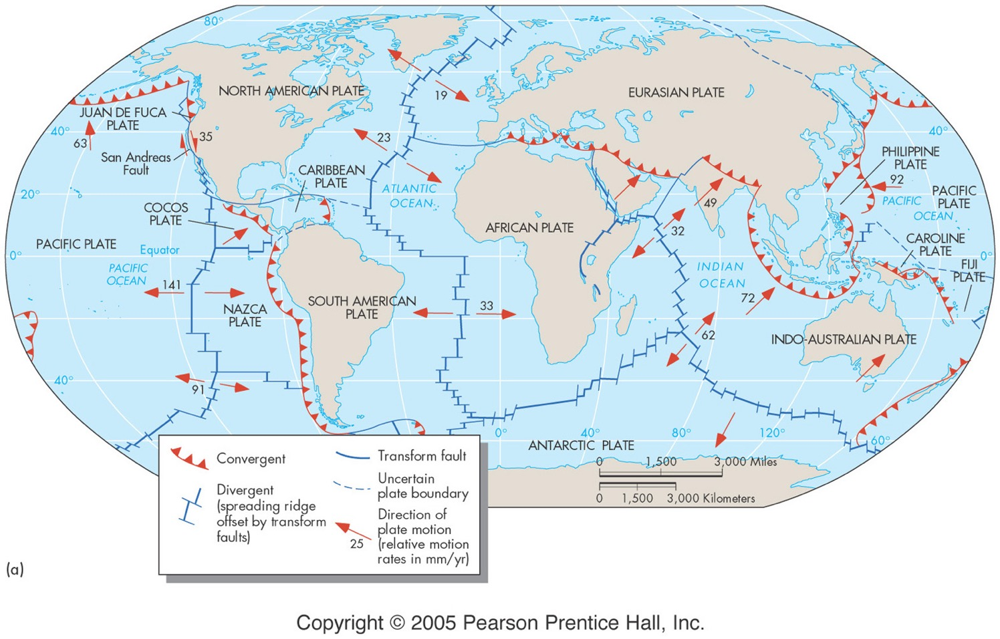 80°
NORTH AMERICAN PLATE
19
EURASIAN PLATE
JUAN DE FUCA
PLATE
40°
40°
63
35
23
San Andreas
Fault
CARIBBEAN
PLATE
PHILIPPINE
PLATE
92
ATLANTIC
OCEAN
20°
49
PACIFIC
PLATE
PACIFIC
OCEAN
COCOS
PLATE
AFRICAN PLATE
32
PACIFIC PLATE
CAROLINE
PLATE
0°
Equator
0°
PACIFIC
OCEAN
INDIAN
OCEAN
FIJI
PLATE
141
72
NAZCA
PLATE
SOUTH AMERICAN
PLATE
33
62
INDO-AUSTRALIAN PLATE
40°
91
0°
40°
80°
120°
60°
ANTARCTIC PLATE
0 1,500 3,000 Miles
0 1,500 3,000 Kilometers
Convergent
Divergent
(spreading ridge
offset by transform
faults)
Transform fault
Uncertain
plate boundary
Direction of
plate motion
(relative motion
rates in mm/yr)
25
(a)
Copyright © 2005 Pearson Prentice Hall, Inc.